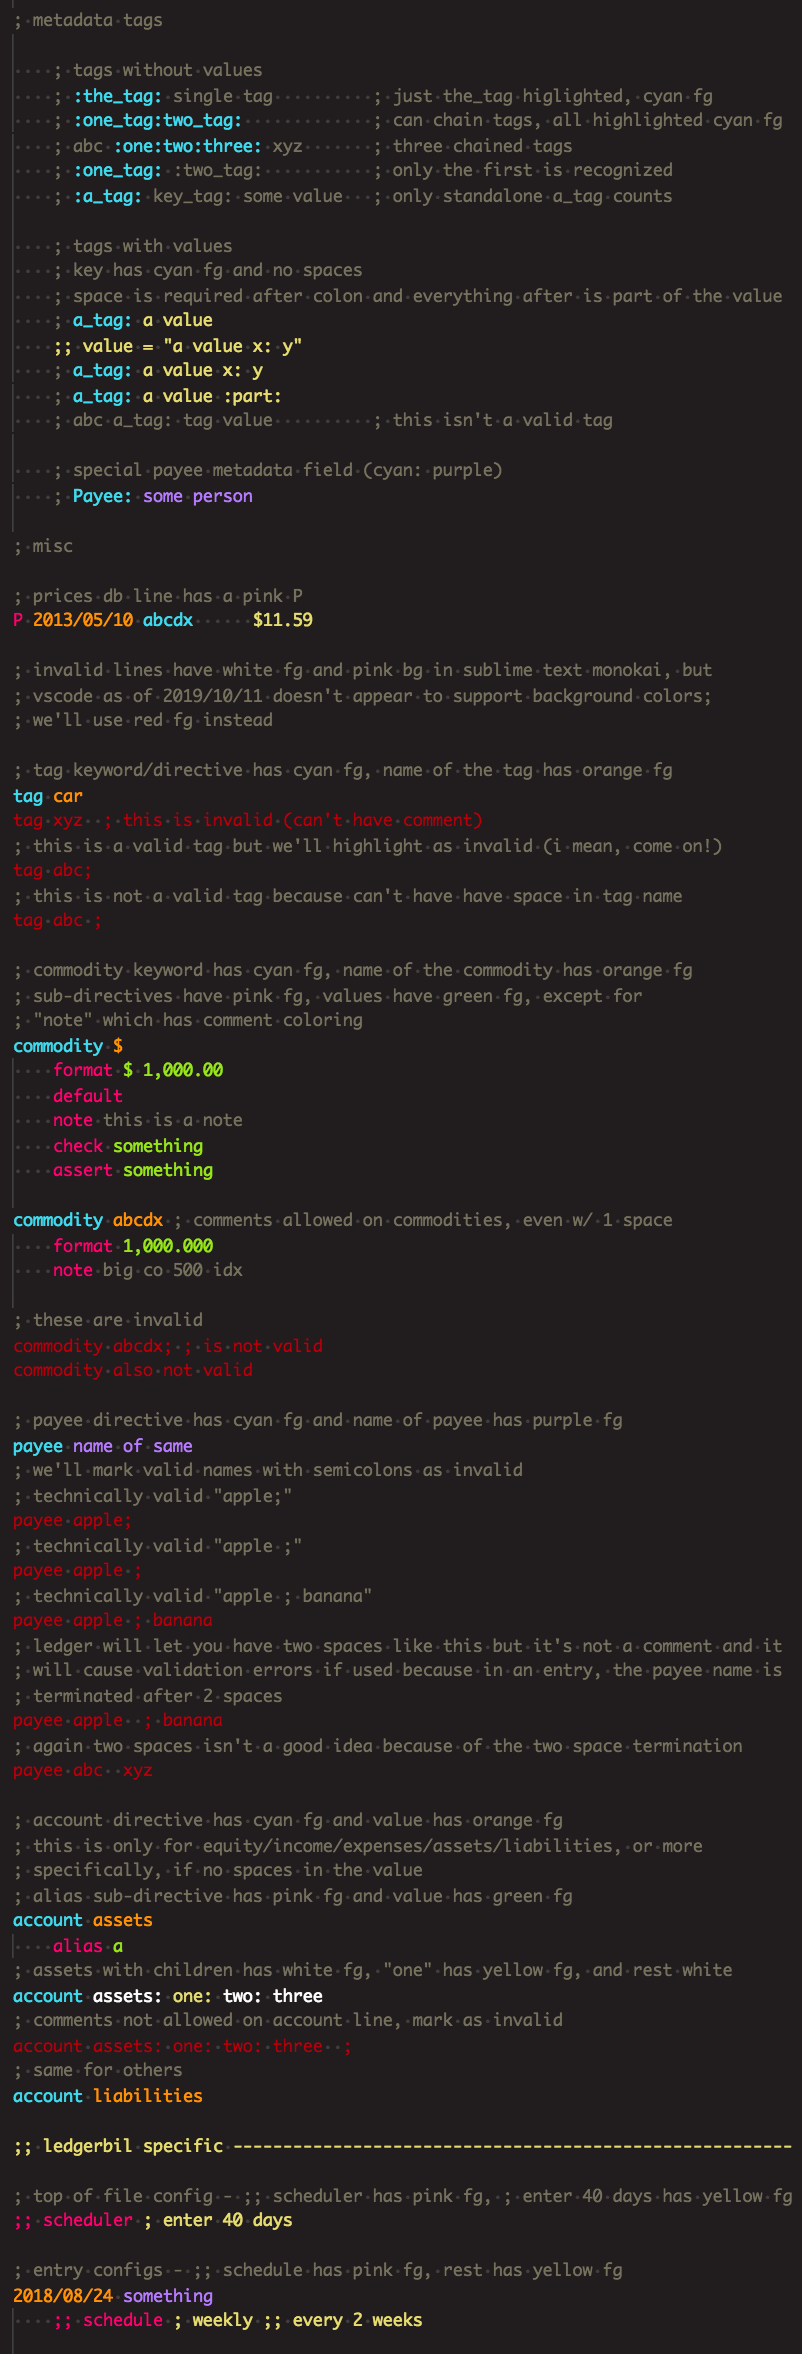 ; metadata tags
; tags without values
; :the_tag: single tag ; just the_tag higlighted, cyan fg
; :one_tag:two_tag: ; can chain tags, all highlighted cyan fg
; abc :one:two:three: xyz ; three chained tags
; :one_tag: :two_tag: ; only the first is recognized
; :a_tag: key_tag: some value ; only standalone a_tag counts
; tags with values
; key has cyan fg and no spaces
; space is required after colon and everything after is part of the value
; a_tag: a value
;; value = "a value x: y"
; a_tag: a value x: y
; a_tag: a value :part:
; abc a_tag: tag value ; this isn't a valid tag
; special payee metadata field (cyan: purple)
; Payee: some person
; misc
; prices db line has a pink P
P 2013/05/10 abcdx $11.59
; invalid lines have white fg and pink bg in sublime text monokai, but
; vscode as of 2019/10/11 doesn't appear to support background colors;
; we'll use red fg instead
; tag keyword/directive has cyan fg, name of the tag has orange fg
tag car
tag xyz ; this is invalid (can't have comment)
; this is a valid tag but we'll highlight as invalid (i mean, come on!)
tag abc;
; this is not a valid tag because can't have have space in tag name
tag abc ;
; commodity keyword has cyan fg, name of the commodity has orange fg
; sub-directives have pink fg, values have green fg, except for
; "note" which has comment coloring
commodity $
format $ 1,000.00
default
note this is a note
check something
assert something
commodity abcdx ; comments allowed on commodities, even w/ 1 space
format 1,000.000
note big co 500 idx
; these are invalid
commodity abcdx; ; is not valid
commodity also not valid
; payee directive has cyan fg and name of payee has purple fg
payee name of same
; we'll mark valid names with semicolons as invalid
; technically valid "apple;"
payee apple;
; technically valid "apple ;"
payee apple ;
; technically valid "apple ; banana"
payee apple ; banana
; ledger will let you have two spaces like this but it's not a comment and it
; will cause validation errors if used because in an entry, the payee name is
; terminated after 2 spaces
payee apple  ; banana
; again two spaces isn't a good idea because of the two space termination
payee abc  xyz
; account directive has cyan fg and value has orange fg
; this is only for equity/income/expenses/assets/liabilities, or more
; specifically, if no spaces in the value
; alias sub-directive has pink fg and value has green fg
account assets
alias a
; assets with children has white fg, "one" has yellow fg, and rest white
account assets: one: two: three
; comments not allowed on account line, mark as invalid
account assets: one: two: three  ;
; same for others
account liabilities
;; ledgerbil specific --------------------------------------------------------
; top of file config - ;; scheduler has pink fg, ; enter 40 days has yellow fg
;; scheduler ; enter 40 days
; entry configs - ;; schedule has pink fg, rest has yellow fg
2018/08/24 something
;; schedule ; weekly ;; every 2 weeks